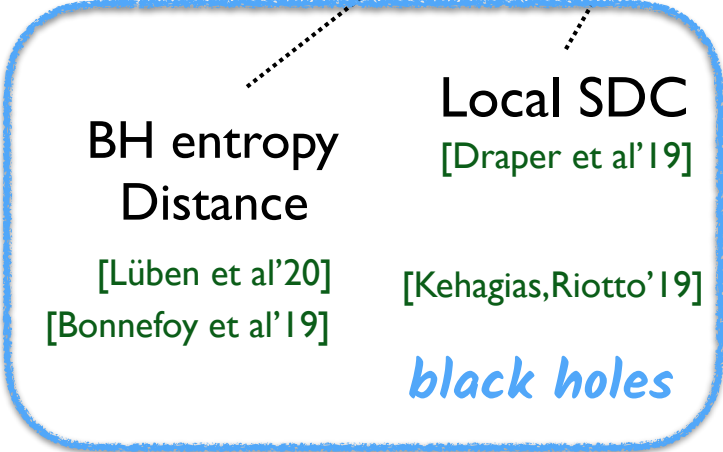 BH entropy
Distance
[Lüben et al'20]
[Bonnefoy et al'19]
Local SDC
[Draper et al'19]
[Kehagias,Riotto'19]
black holes